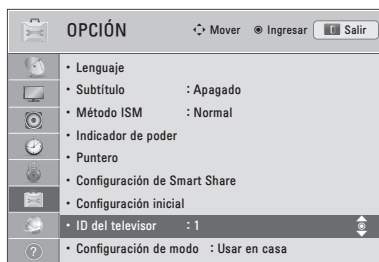 OPCIÓN Mover Ingresar Salir
• Lenguaje
• Subtítulo : Apagado
• Método ISM : Normal
• Indicador de poder
• Puntero
• Configuración de Smart Share
• Configuración inicial
• ID del televisor : 1
• Configuración de modo : Usar en casa
?